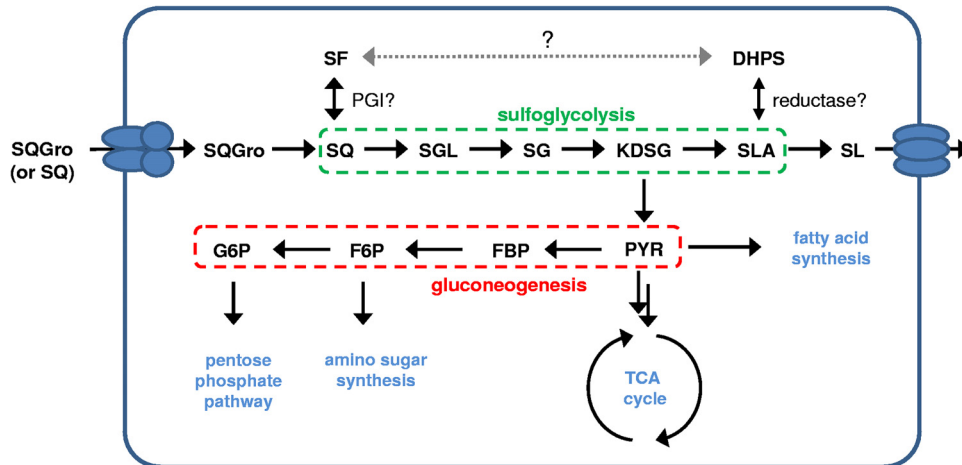 ?
SF
DHPS
PGI?
reductase?
sulfoglycolysis
SQGro
(or SQ)
SQGro
SQ
SGL
SG
KDSG
SLA
SL
G6P
F6P
FBP
PYR
fatty acid
synthesis
gluconeogenesis
pentose
phosphate
pathway
amino sugar
synthesis
TCA
cycle